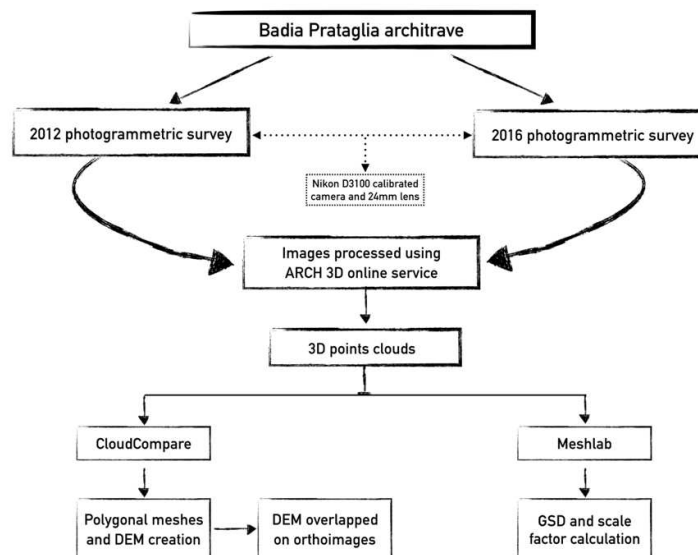 Badia Prataglia architrave
2012 photogrammetric survey
2016 photogrammetric survey
Nikon D3100 calibrated
camera and 24mm lens
Images processed using
ARCH 3D online service
3D points clouds
CloudCompare
Meshlab
Polygonal meshes
and DEM creation
DEM overlapped
on orthoimages
GSD and scale
factor calculation